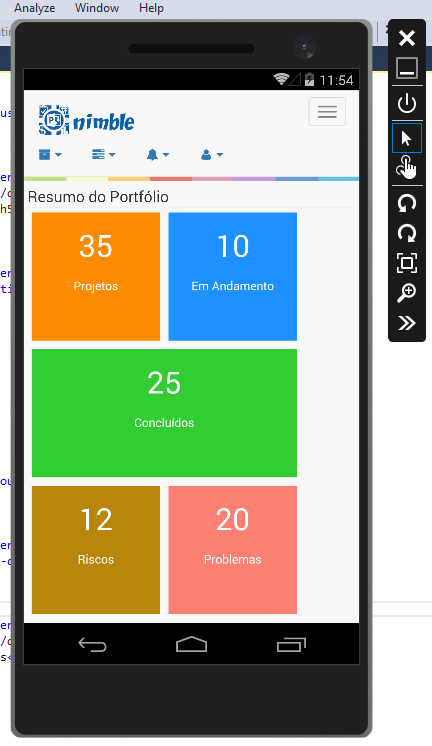 Analyze Window Help
11:54
nimble
Resumo do Portfólio
35 10
Projetos Em Andamento
25
Concluídos
12 20
Riscos Problemas